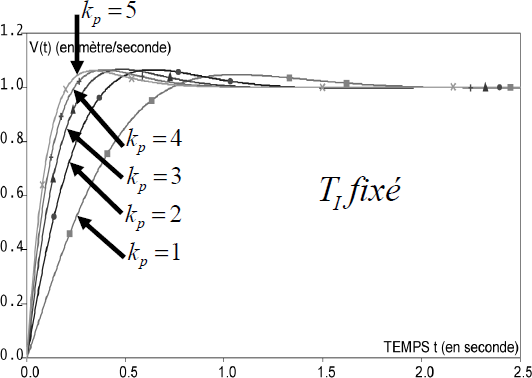 k_p = 5
1.2
V(t) (en mètre/seconde)
1.0
0.8
k_p = 4
k_p = 3
0.6
T_I fixé
k_p = 2
0.4
k_p = 1
0.2
TEMPS t (en seconde)
0.0
0.0 0.5 1.0 1.5 2.0 2.5